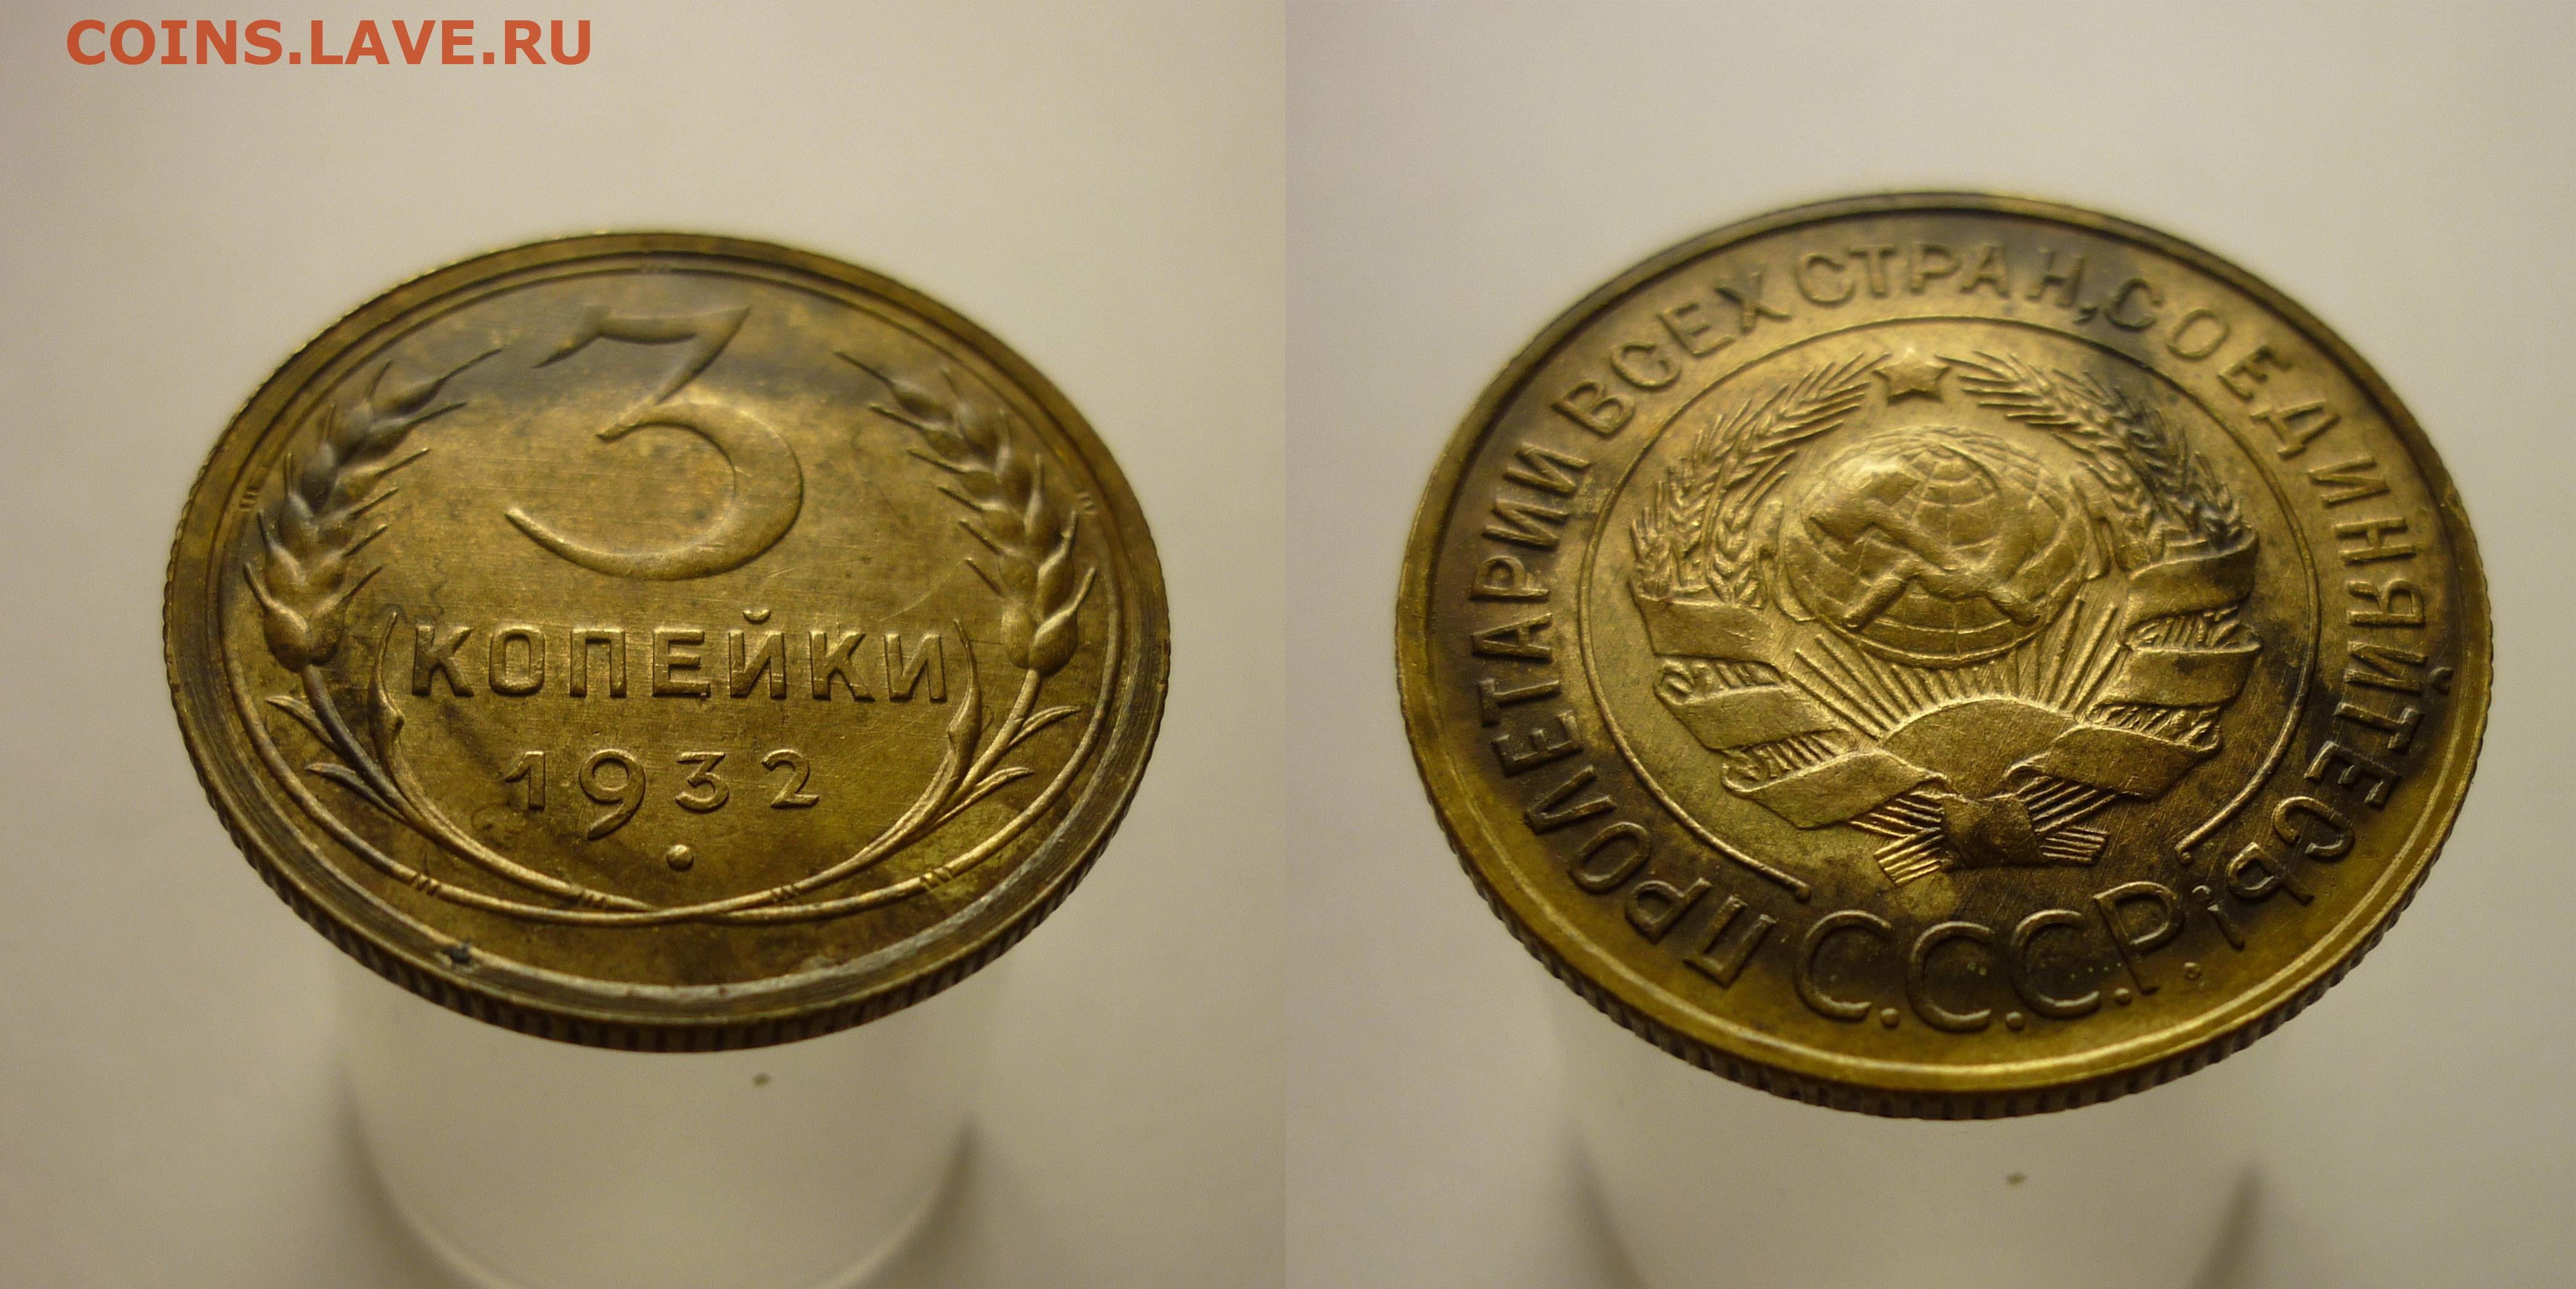 COINS.LAVE.RU
3
КОПЕЙКИ
1932
ПРОЛЕТАРИИ ВСЕХ СТРАН, СОЕДИНЯЙТЕСЬ!
С.С.С.Р.